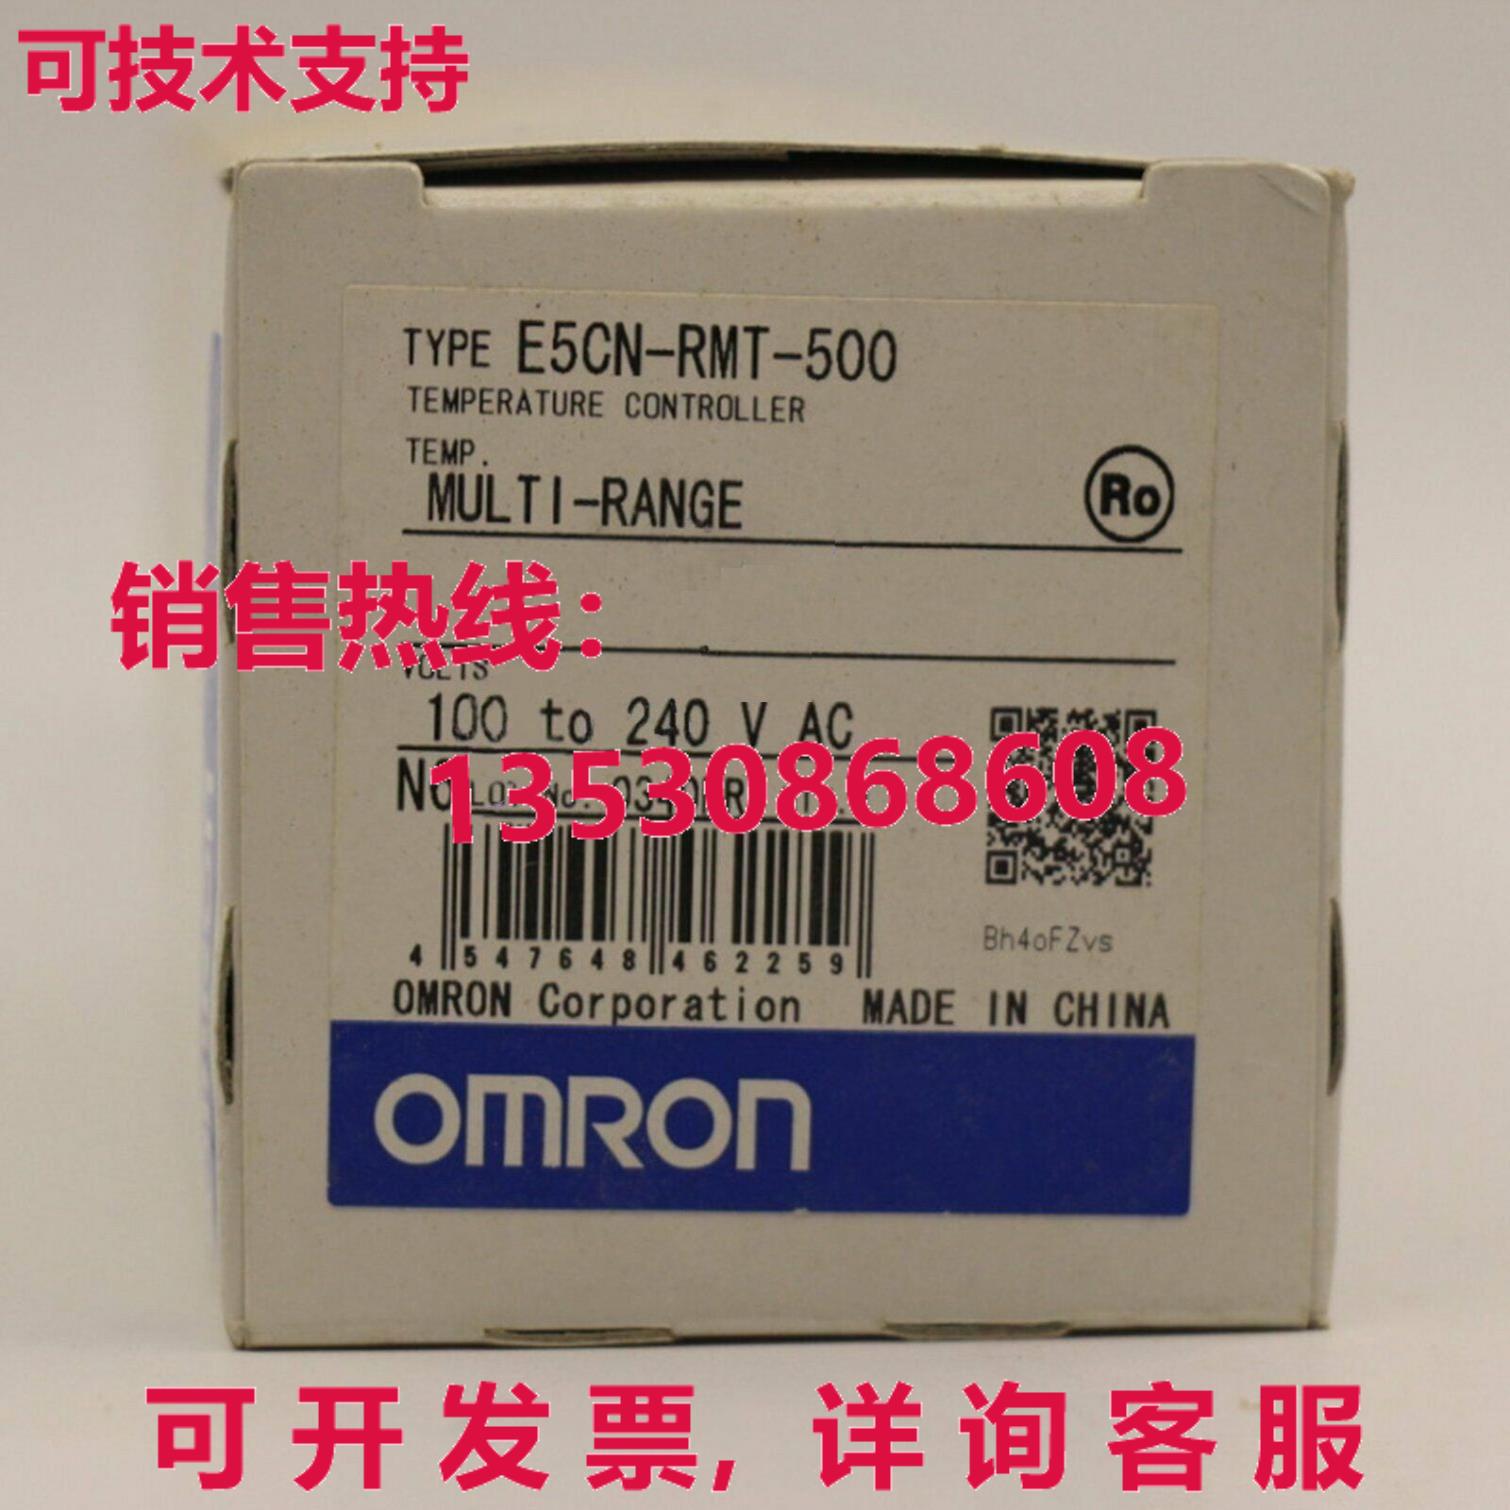 可技术支持
TYPE E5CN-RMT-500
TEMPERATURE CONTROLLER
TEMP.
MULTI-RANGE
Ro
销售热线：
VOLTS
100 to 240 V AC
13530868608
Bh4oFZvs
4 547648 462259
OMRON Corporation MADE IN CHINA
OMRON
可开发票,详询客服